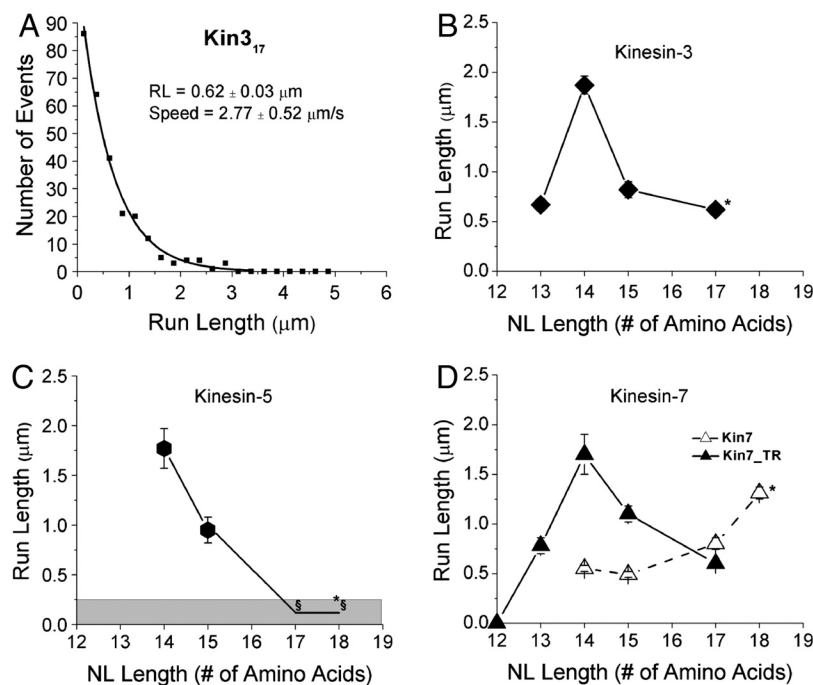 A
Kin3₁₇
RL = 0.62 ± 0.03 μm
Speed = 2.77 ± 0.52 μm/s
Number of Events
90
80
70
60
50
40
30
20
10
0
0 1 2 3 4 5 6
Run Length (μm)
B
Kinesin-3
Run Length (μm)
2.5
2.0
1.5
1.0
0.5
0.0
*
12 13 14 15 16 17 18 19
NL Length (# of Amino Acids)
C
Kinesin-5
Run Length (μm)
2.5
2.0
1.5
1.0
0.5
0.0
§ *§
12 13 14 15 16 17 18 19
NL Length (# of Amino Acids)
D
Kinesin-7
Kin7
Kin7_TR
Run Length (μm)
2.5
2.0
1.5
1.0
0.5
0.0
*
12 13 14 15 16 17 18 19
NL Length (# of Amino Acids)